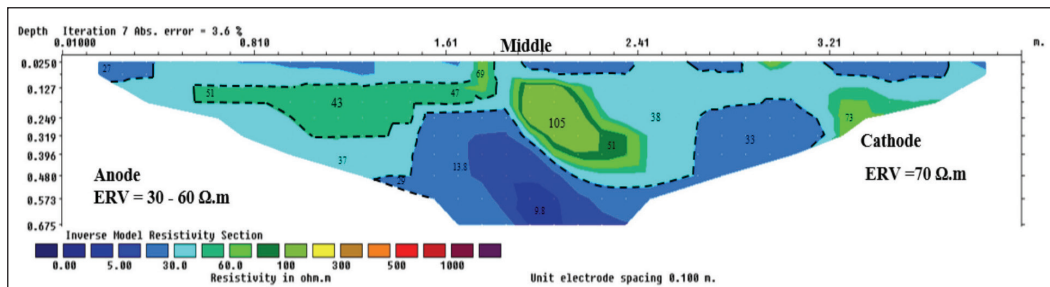 Depth Iteration 7 Abs. error = 3.6 %
0.01000 0.810 1.61 Middle 2.41 3.21 m.
0.0250
0.127
0.249
0.319
0.396
0.480
0.573
0.675
27
69
51
43
47
105
38
73
51
33
37
13.8
29
9.8
Anode
ERV = 30 - 60 Ω.m
Cathode
ERV =70 Ω.m
Inverse Model Resistivity Section
0.00 5.00 30.0 60.0 100 300 500 1000
Resistivity in ohm.m
Unit electrode spacing 0.100 m.